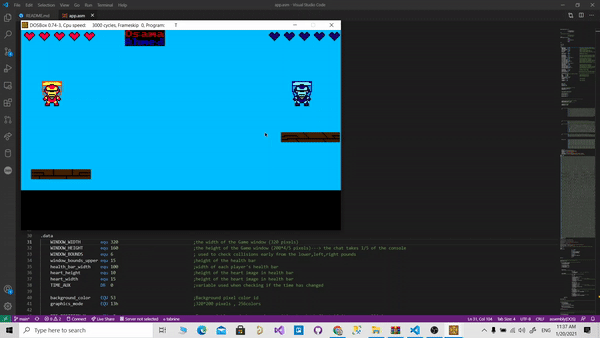 File Edit Selection View Go Run Terminal Help
app.asm - Visual Studio Code
README.md
app.asm
DOSBox 0.74-3, Cpu speed: 3000 cycles, Frameskip 0, Program: T
Osama
30 .data
31 WINDOW_WIDTH equ 320 ;the width of the Game window (320 pixels)
32 WINDOW_HEIGHT equ 160 ;the height of the Game window (200*4/5 pixels)---> the chat takes 1/5 of the console
33 WINDOW_BOUNDS equ 6 ; used to check collisions early from the lower,left,right pounds
34 window_bounds_upper equ 15 ;height of the health bar
35 health_bar_width equ 100 ;width of each player's health bar
36 heart_height equ 10 ;height of the heart image in health bar
37 heart_width equ 15 ;height of the heart image in health bar
38 TIME_AUX DB 0 ;variable used when checking if the time has changed
39
40 background_color EQU 53 ;Background pixel color id
41 graphics_mode EQU 13h ;320*200 pixels , 256colors
main* 0 2 Connect Live Share Server not selected tabnine
Ln 31, Col 104 Tab Size: 4 UTF-8 CRLF assembly(DOS)
Type here to search
ENG
11:37 AM
1/20/2021